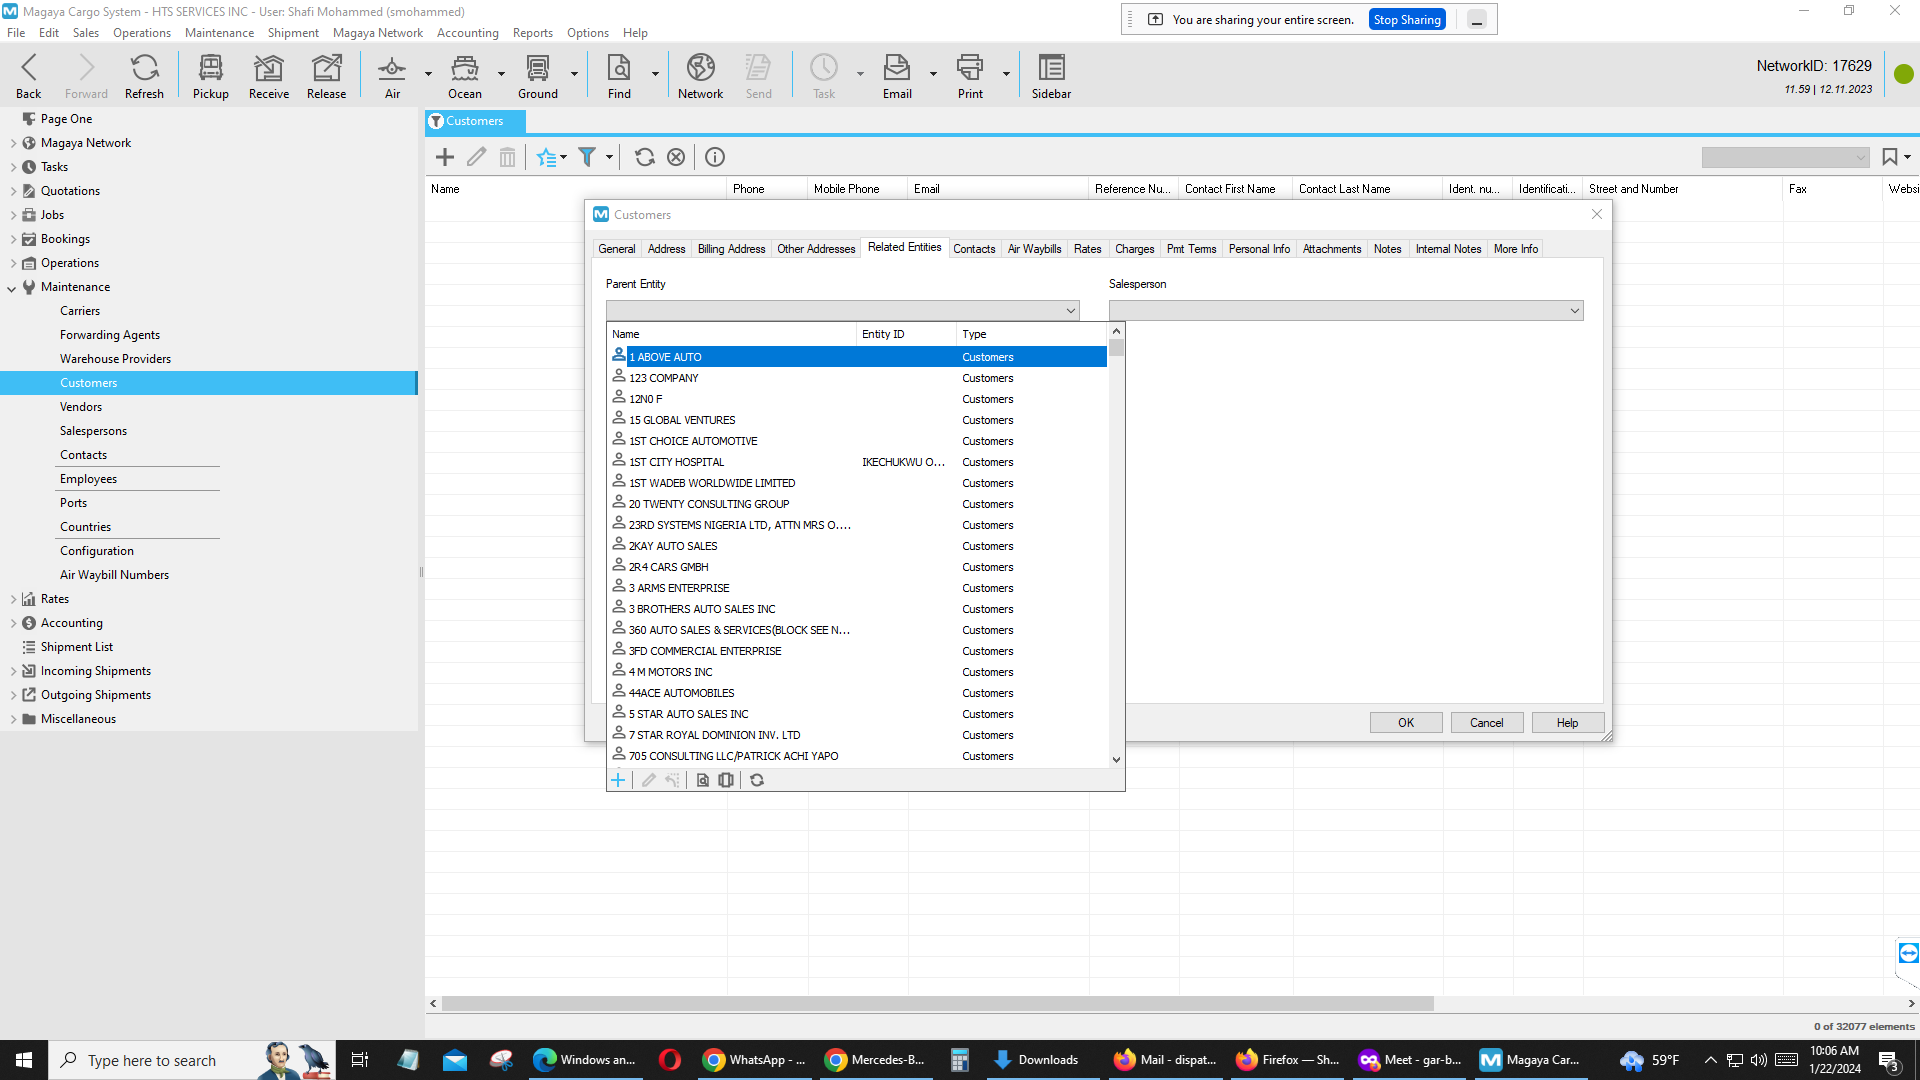 Magaya Cargo System - HTS SERVICES INC - User: Shafi Mohammed (smohammed)
You are sharing your entire screen.
Stop Sharing
File Edit Sales Operations Maintenance Shipment Magaya Network Accounting Reports Options Help
Back Forward Refresh Pickup Receive Release Air Ocean Ground Find Network Send Task Email Print Sidebar
NetworkID: 17629
11.59 | 12.11.2023
Page One
Magaya Network
Tasks
Quotations
Jobs
Bookings
Operations
Maintenance
Carriers
Forwarding Agents
Warehouse Providers
Customers
Vendors
Salespersons
Contacts
Employees
Ports
Countries
Configuration
Air Waybill Numbers
Rates
Accounting
Shipment List
Incoming Shipments
Outgoing Shipments
Miscellaneous
Customers
Name Phone Mobile Phone Email Reference Nu... Contact First Name Contact Last Name Ident. nu... Identificati... Street and Number Fax Websi
Customers
General Address Billing Address Other Addresses Related Entities Contacts Air Waybills Rates Charges Pmt Terms Personal Info Attachments Notes Internal Notes More Info
Parent Entity Salesperson
Name Entity ID Type
1 ABOVE AUTO Customers
123 COMPANY Customers
12N0 F Customers
15 GLOBAL VENTURES Customers
1ST CHOICE AUTOMOTIVE Customers
1ST CITY HOSPITAL IKECHUKWU O... Customers
1ST WADEB WORLDWIDE LIMITED Customers
20 TWENTY CONSULTING GROUP Customers
23RD SYSTEMS NIGERIA LTD, ATTN MRS O.... Customers
2KAY AUTO SALES Customers
2R4 CARS GMBH Customers
3 ARMS ENTERPRISE Customers
3 BROTHERS AUTO SALES INC Customers
360 AUTO SALES & SERVICES(BLOCK SEE N... Customers
3FD COMMERCIAL ENTERPRISE Customers
4 M MOTORS INC Customers
44ACE AUTOMOBILES Customers
5 STAR AUTO SALES INC Customers
7 STAR ROYAL DOMINION INV. LTD Customers
705 CONSULTING LLC/PATRICK ACHI YAPO Customers
OK Cancel Help
0 of 32077 elements
Type here to search
Windows an...
WhatsApp - ...
Mercedes-B...
Downloads
Mail - dispat...
Firefox — Sh...
Meet - gar-b...
Magaya Car...
59°F
10:06 AM
1/22/2024
3